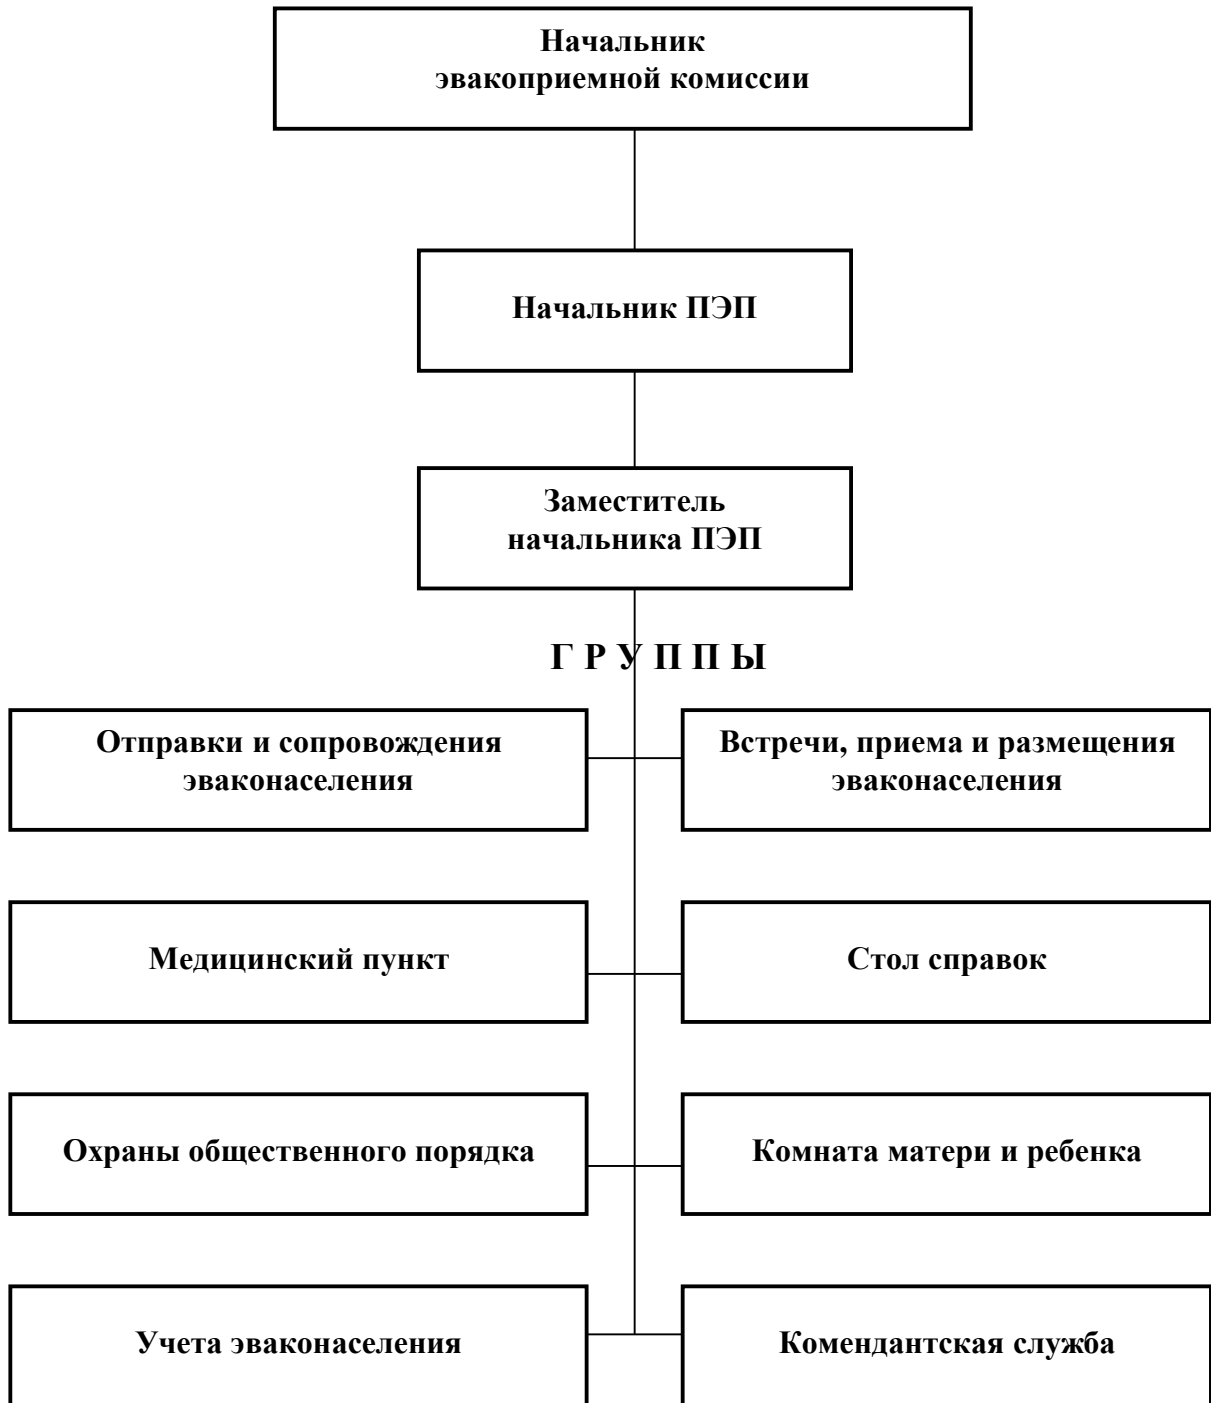 Начальник
эвакоприемной комиссии
Начальник ПЭП
Заместитель
начальника ПЭП
Г Р У П П Ы
Отправки и сопровождения
эваконаселения
Встречи, приема и размещения
эваконаселения
Медицинский пункт
Стол справок
Охраны общественного порядка
Комната матери и ребенка
Учета эваконаселения
Комендантская служба